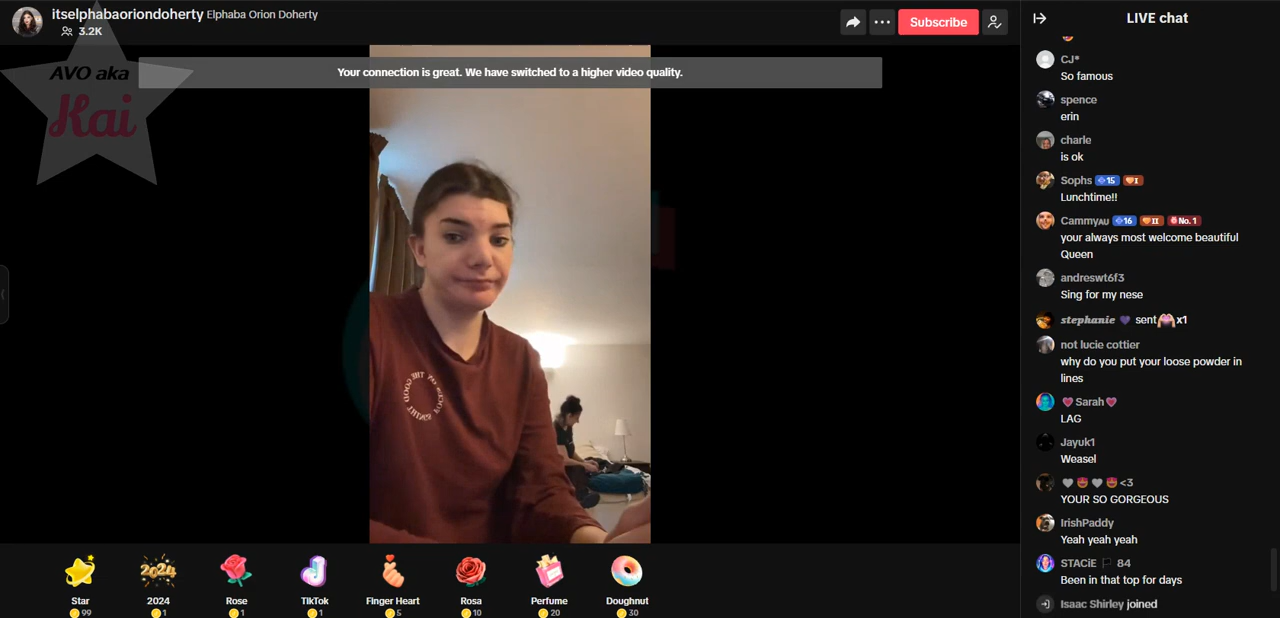 itselphabaoriondoherty Elphaba Orion Doherty
3.2K
Subscribe
LIVE chat
AVO aka
Kai
Your connection is great. We have switched to a higher video quality.
CJ*
So famous
spence
erin
charle
is ok
Sophs 15 I
Lunchtime!!
CammyAU 16 II No. 1
your always most welcome beautiful
Queen
andreswt6f3
Sing for my nese
stephanie sent x1
not lucie cottier
why do you put your loose powder in
lines
Sarah
LAG
Jayuk1
Weasel
<3
YOUR SO GORGEOUS
IrishPaddy
Yeah yeah yeah
STACiE 84
Been in that top for days
Isaac Shirley joined
2024
Star
2024
Rose
TikTok
Finger Heart
Rosa
Perfume
Doughnut
99
1
1
1
5
10
20
30